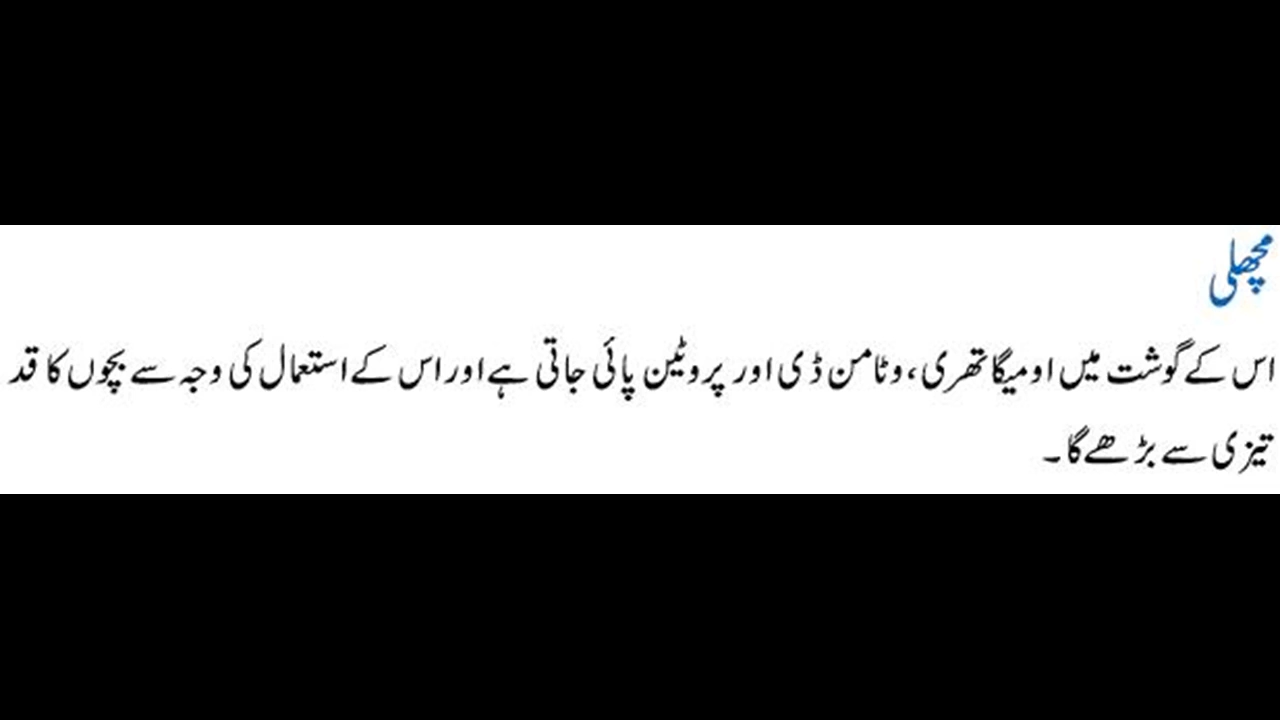 مچھلی
اس کے گوشت میں اومیگا تھری، وٹامن ڈی اور پروٹین پائی جاتی ہے اور اس کے استعمال کی وجہ سے بچوں کا قد
تیزی سے بڑھے گا۔